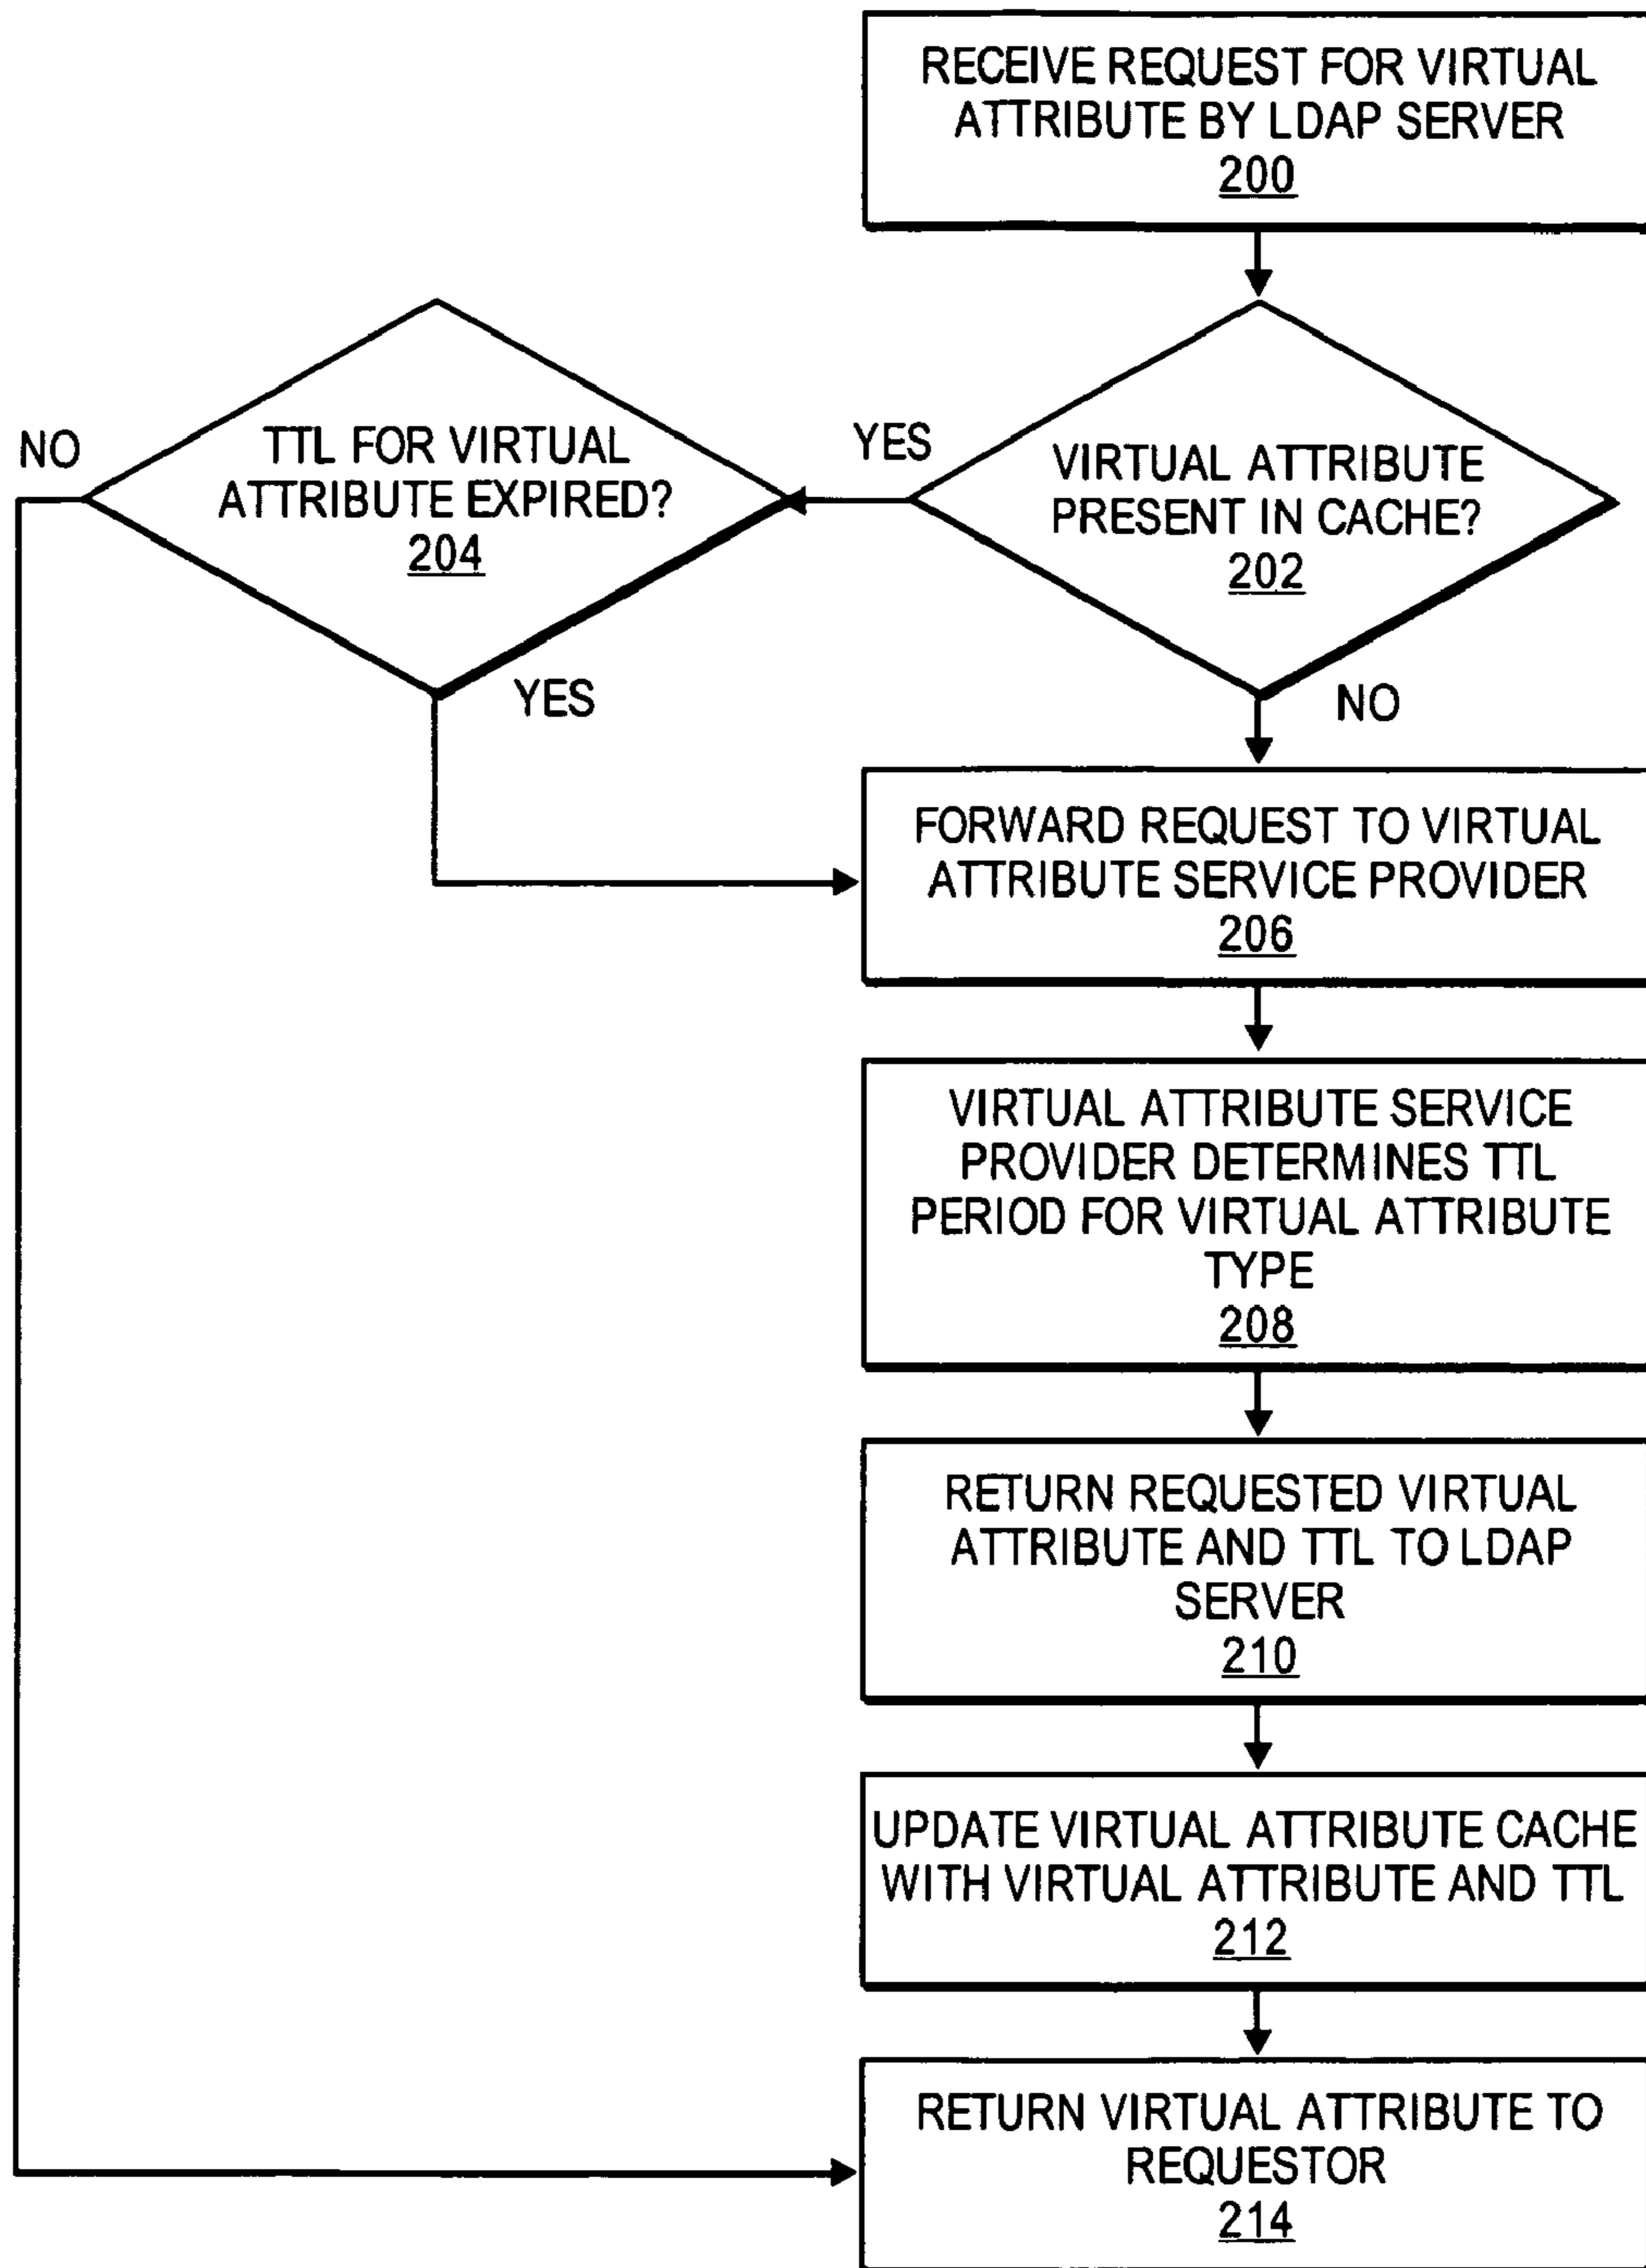 RECEIVE REQUEST FOR VIRTUAL
ATTRIBUTE BY LDAP SERVER
200
NO
TTL FOR VIRTUAL
ATTRIBUTE EXPIRED?
204
YES
VIRTUAL ATTRIBUTE
PRESENT IN CACHE?
202
YES
NO
FORWARD REQUEST TO VIRTUAL
ATTRIBUTE SERVICE PROVIDER
206
VIRTUAL ATTRIBUTE SERVICE
PROVIDER DETERMINES TTL
PERIOD FOR VIRTUAL ATTRIBUTE
TYPE
208
RETURN REQUESTED VIRTUAL
ATTRIBUTE AND TTL TO LDAP
SERVER
210
UPDATE VIRTUAL ATTRIBUTE CACHE
WITH VIRTUAL ATTRIBUTE AND TTL
212
RETURN VIRTUAL ATTRIBUTE TO
REQUESTOR
214